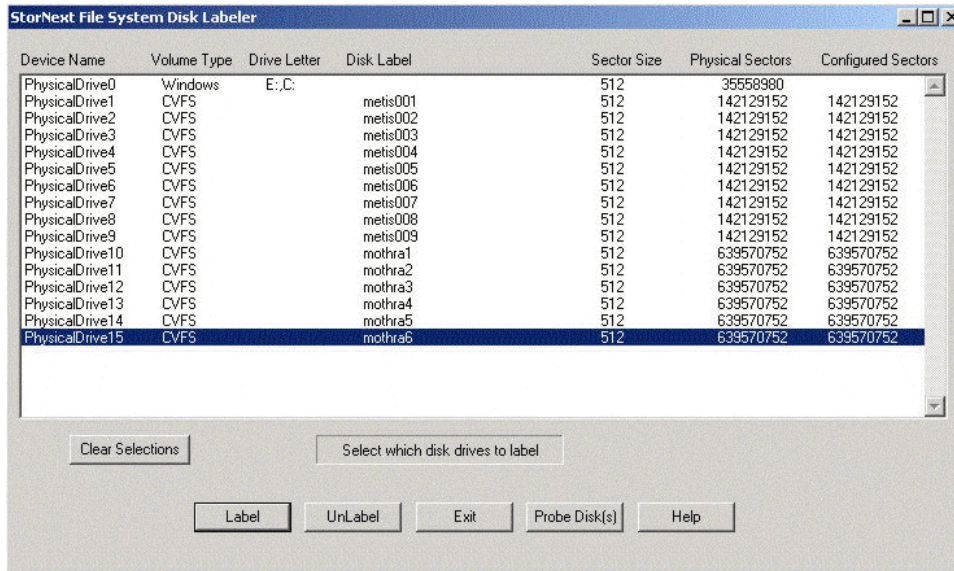 StorNext File System Disk Labeler
Device Name Volume Type Drive Letter Disk Label Sector Size Physical Sectors Configured Sectors
PhysicalDrive0 Windows E:,C: 512 35558980
PhysicalDrive1 CVFS metis001 512 142129152 142129152
PhysicalDrive2 CVFS metis002 512 142129152 142129152
PhysicalDrive3 CVFS metis003 512 142129152 142129152
PhysicalDrive4 CVFS metis004 512 142129152 142129152
PhysicalDrive5 CVFS metis005 512 142129152 142129152
PhysicalDrive6 CVFS metis006 512 142129152 142129152
PhysicalDrive7 CVFS metis007 512 142129152 142129152
PhysicalDrive8 CVFS metis008 512 142129152 142129152
PhysicalDrive9 CVFS metis009 512 142129152 142129152
PhysicalDrive10 CVFS mothra1 512 639570752 639570752
PhysicalDrive11 CVFS mothra2 512 639570752 639570752
PhysicalDrive12 CVFS mothra3 512 639570752 639570752
PhysicalDrive13 CVFS mothra4 512 639570752 639570752
PhysicalDrive14 CVFS mothra5 512 639570752 639570752
PhysicalDrive15 CVFS mothra6 512 639570752 639570752
Clear Selections Select which disk drives to label
Label UnLabel Exit Probe Disk(s) Help